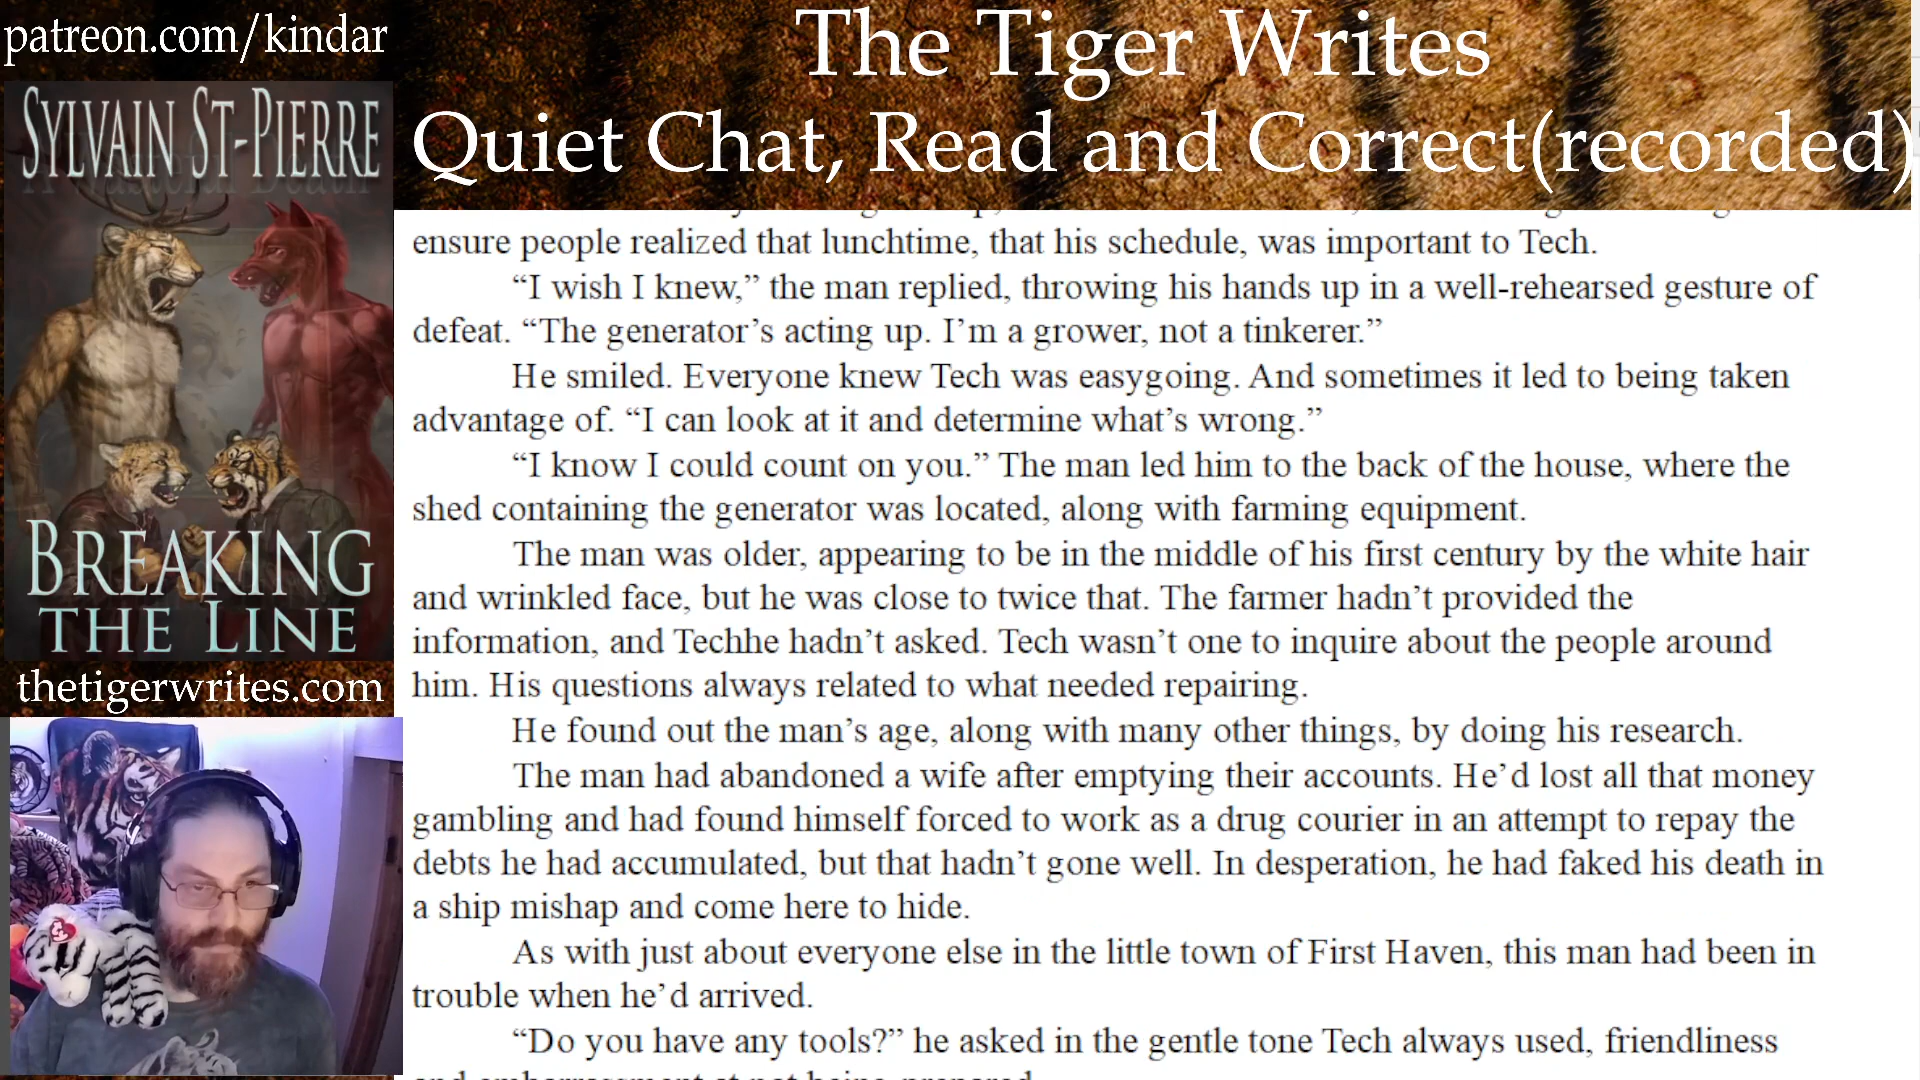 patreon.com/kindar
The Tiger Writes
Quiet Chat, Read and Correct(recorded)
SYLVAIN ST-PIERRE
BREAKING
THE LINE
thetigerwrites.com
ensure people realized that lunchtime, that his schedule, was important to Tech.
“I wish I knew,” the man replied, throwing his hands up in a well-rehearsed gesture of
defeat. “The generator’s acting up. I’m a grower, not a tinkerer.”
He smiled. Everyone knew Tech was easygoing. And sometimes it led to being taken
advantage of. “I can look at it and determine what’s wrong.”
“I know I could count on you.” The man led him to the back of the house, where the
shed containing the generator was located, along with farming equipment.
The man was older, appearing to be in the middle of his first century by the white hair
and wrinkled face, but he was close to twice that. The farmer hadn’t provided the
information, and Techhe hadn’t asked. Tech wasn’t one to inquire about the people around
him. His questions always related to what needed repairing.
He found out the man’s age, along with many other things, by doing his research.
The man had abandoned a wife after emptying their accounts. He’d lost all that money
gambling and had found himself forced to work as a drug courier in an attempt to repay the
debts he had accumulated, but that hadn’t gone well. In desperation, he had faked his death in
a ship mishap and come here to hide.
As with just about everyone else in the little town of First Haven, this man had been in
trouble when he’d arrived.
“Do you have any tools?” he asked in the gentle tone Tech always used, friendliness